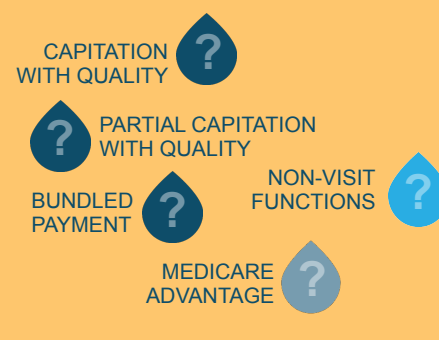 CAPITATION
WITH QUALITY
?
?
PARTIAL CAPITATION
WITH QUALITY
BUNDLED
PAYMENT
?
NON-VISIT
FUNCTIONS
?
MEDICARE
ADVANTAGE
?